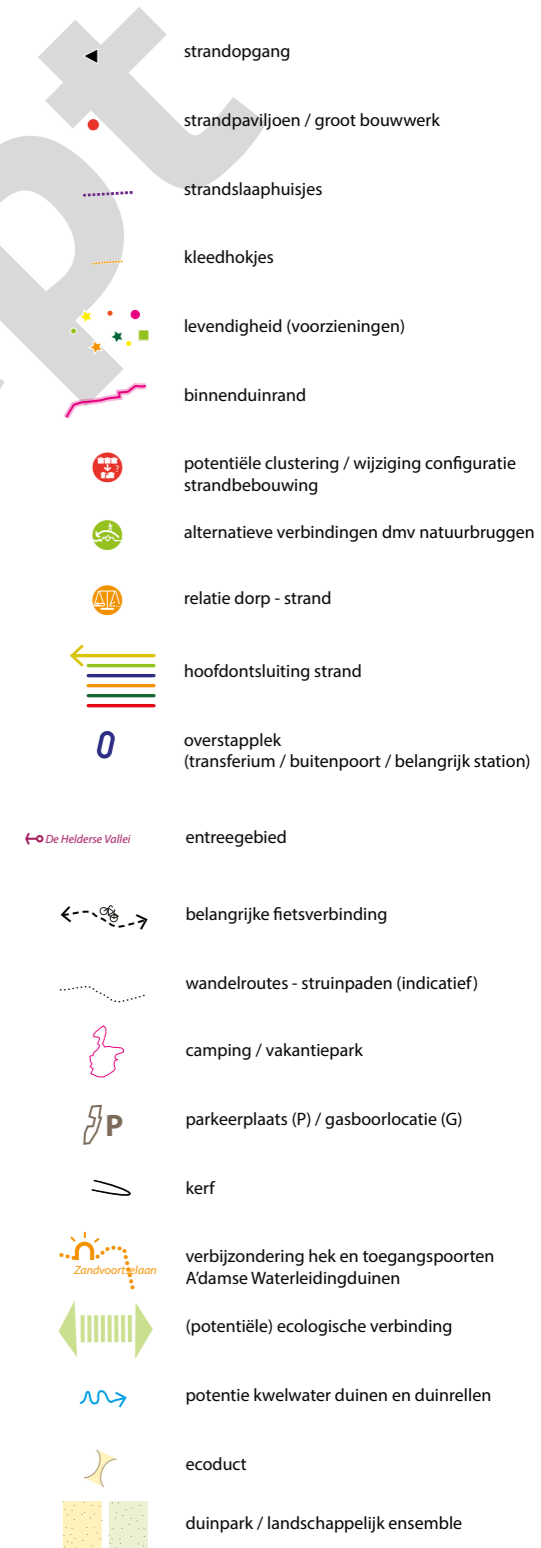 pt
strandopgang
strandpaviljoen / groot bouwwerk
strandslaaphuisjes
kleedhokjes
levendigheid (voorzieningen)
binnenduinrand
potentiële clustering / wijziging configuratie
strandbebouwing
alternatieve verbindingen dmv natuurbruggen
relatie dorp - strand
hoofdontsluiting strand
overstapplek
(transferium / buitenpoort / belangrijk station)
De Helderse Vallei entreegebied
belangrijke fietsverbinding
wandelroutes - struinpaden (indicatief)
camping / vakantiepark
P parkeerplaats (P) / gasboorlocatie (G)
kerf
verbijzondering hek en toegangspoorten
Zandvoortselaan A'damse Waterleidingduinen
(potentiële) ecologische verbinding
potentie kwelwater duinen en duinrellen
ecoduct
duinpark / landschappelijk ensemble